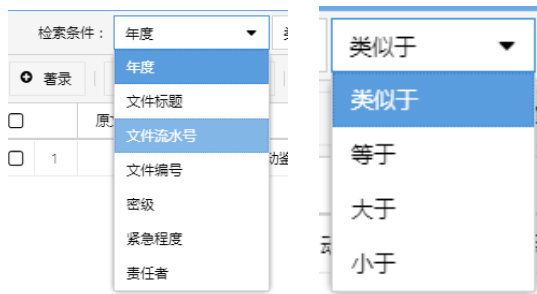 检索条件：
年度
年度
著录
文件标题
文件流水号
1
文件编号
密级
紧急程度
责任者
类似于
类似于
等于
大于
小于